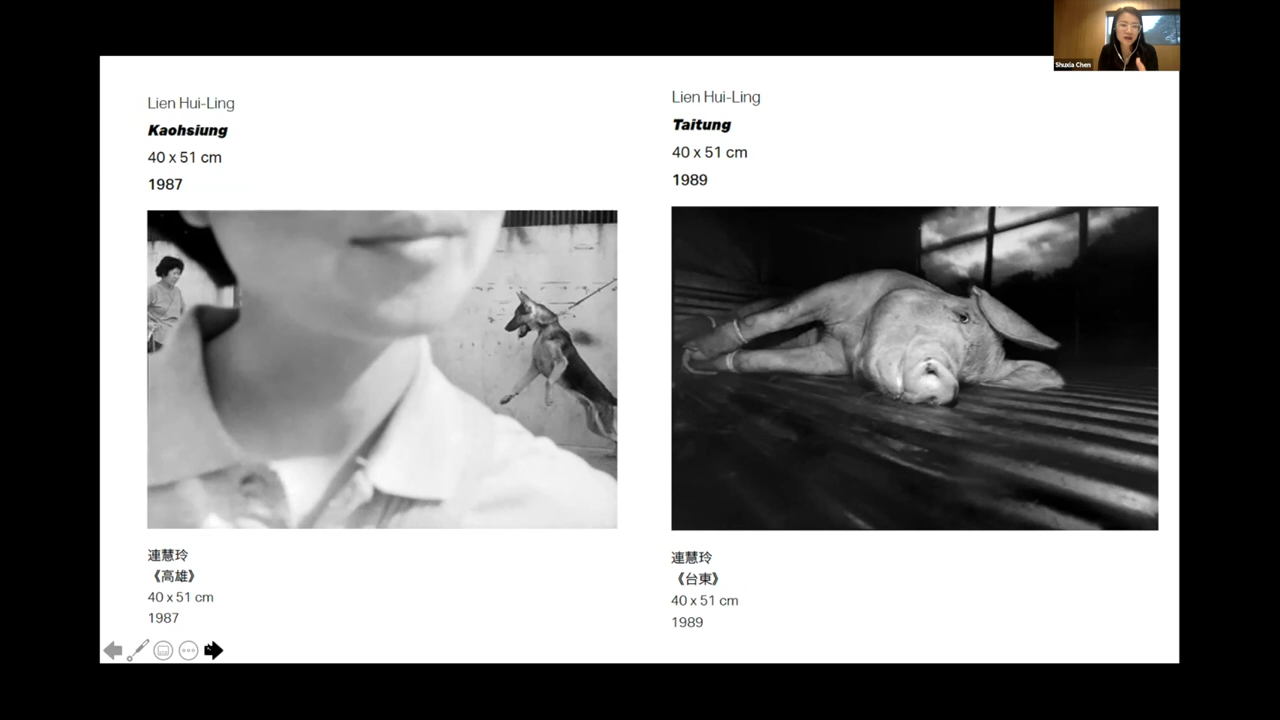 Shuxia Chen
Lien Hui-Ling
Kaohsiung
40 x 51 cm
1987
連慧玲
《高雄》
40 x 51 cm
1987
Lien Hui-Ling
Taitung
40 x 51 cm
1989
連慧玲
《台東》
40 x 51 cm
1989